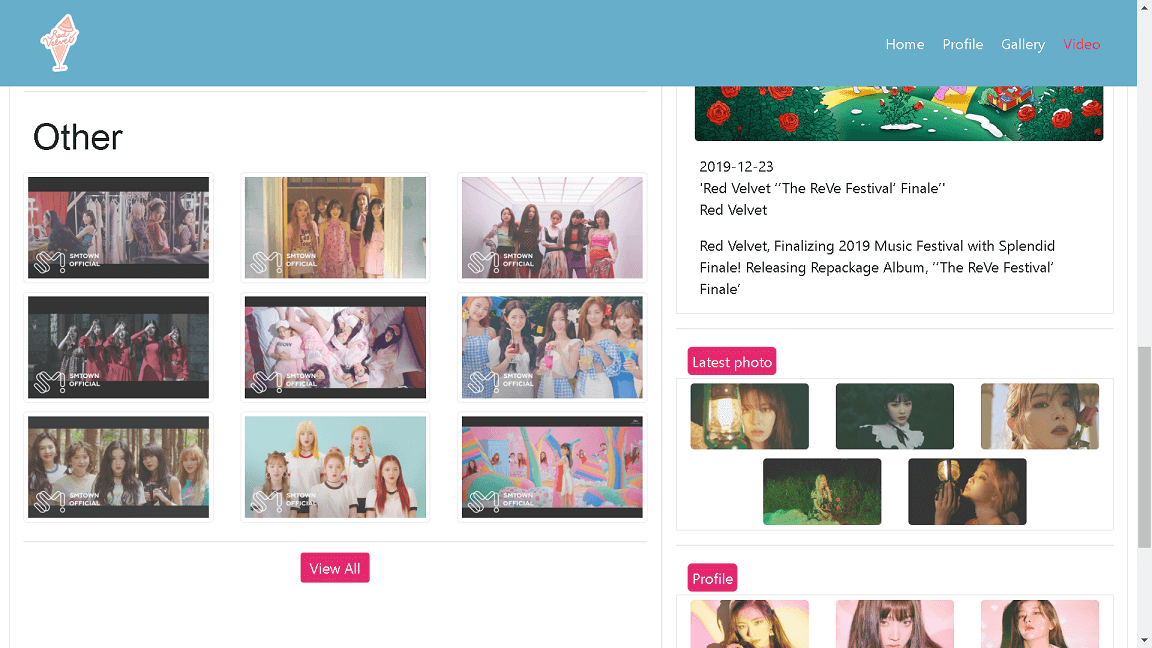 Red
Velvet
Home Profile Gallery Video
Other
SMTOWN
OFFICIAL
SMTOWN
OFFICIAL
SMTOWN
OFFICIAL
SMTOWN
OFFICIAL
SMTOWN
OFFICIAL
SMTOWN
OFFICIAL
SMTOWN
OFFICIAL
SMTOWN
OFFICIAL
SMTOWN
OFFICIAL
View All
2019-12-23
'Red Velvet ‘‘The ReVe Festival’ Finale’'
Red Velvet
Red Velvet, Finalizing 2019 Music Festival with Splendid
Finale! Releasing Repackage Album, ‘‘The ReVe Festival’
Finale’
Latest photo
Profile